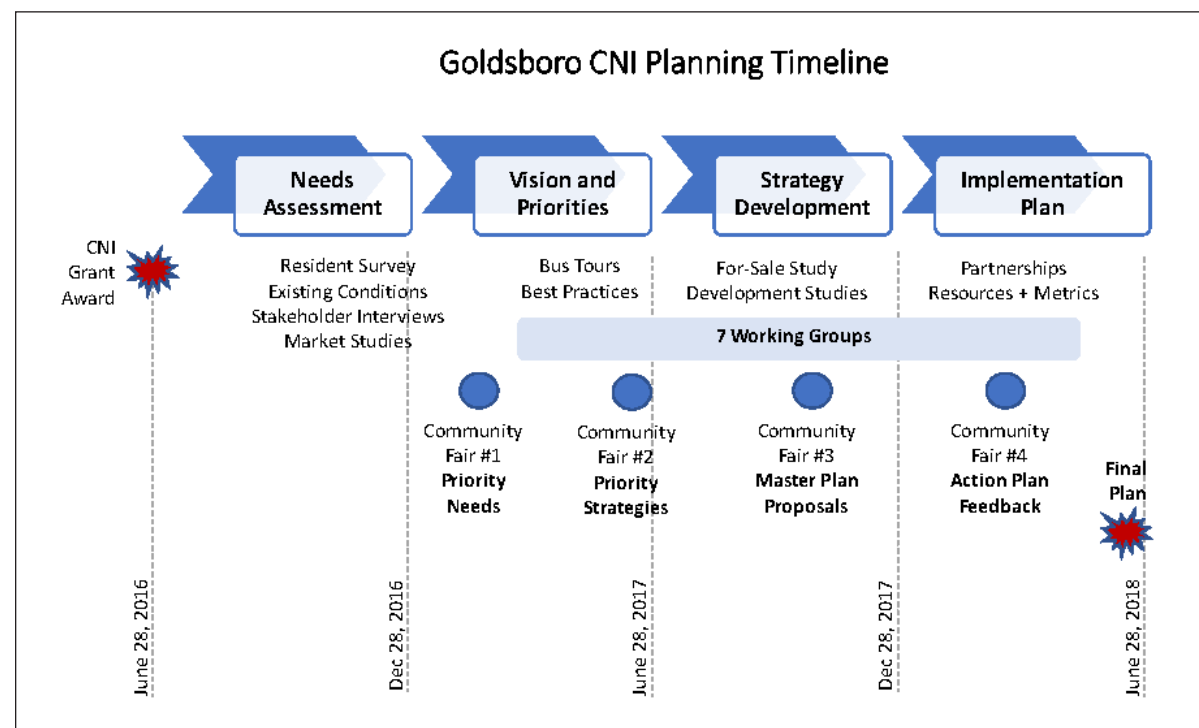 Goldsboro CNI Planning Timeline
Needs
Assessment
Vision and
Priorities
Strategy
Development
Implementation
Plan
CNI
Grant
Award
Resident Survey
Existing Conditions
Stakeholder Interviews
Market Studies
Bus Tours
Best Practices
For-Sale Study
Development Studies
Partnerships
Resources + Metrics
7 Working Groups
Community
Fair #1
Priority
Needs
Community
Fair #2
Priority
Strategies
Community
Fair #3
Master Plan
Proposals
Community
Fair #4
Action Plan
Feedback
Final
Plan
June 28, 2016
Dec 28, 2016
June 28, 2017
Dec 28, 2017
June 28, 2018